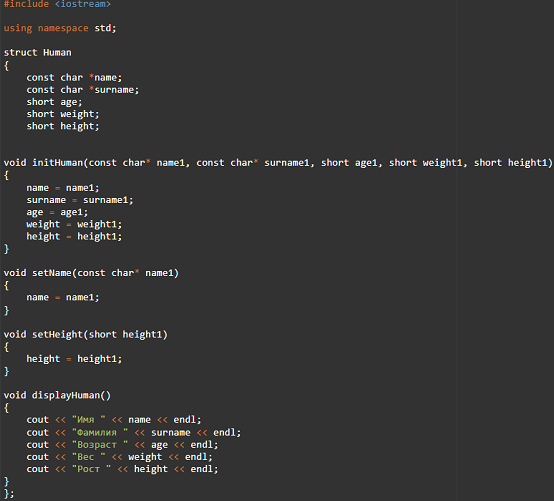 #include <iostream>
using namespace std;
struct Human
{
const char *name;
const char *surname;
short age;
short weight;
short height;
void initHuman(const char* name1, const char* surname1, short age1, short weight1, short height1)
{
name = name1;
surname = surname1;
age = age1;
weight = weight1;
height = height1;
}
void setName(const char* name1)
{
name = name1;
}
void setHeight(short height1)
{
height = height1;
}
void displayHuman()
{
cout << "Имя " << name << endl;
cout << "Фамилия " << surname << endl;
cout << "Возраст " << age << endl;
cout << "Вес " << weight << endl;
cout << "Рост " << height << endl;
}
};